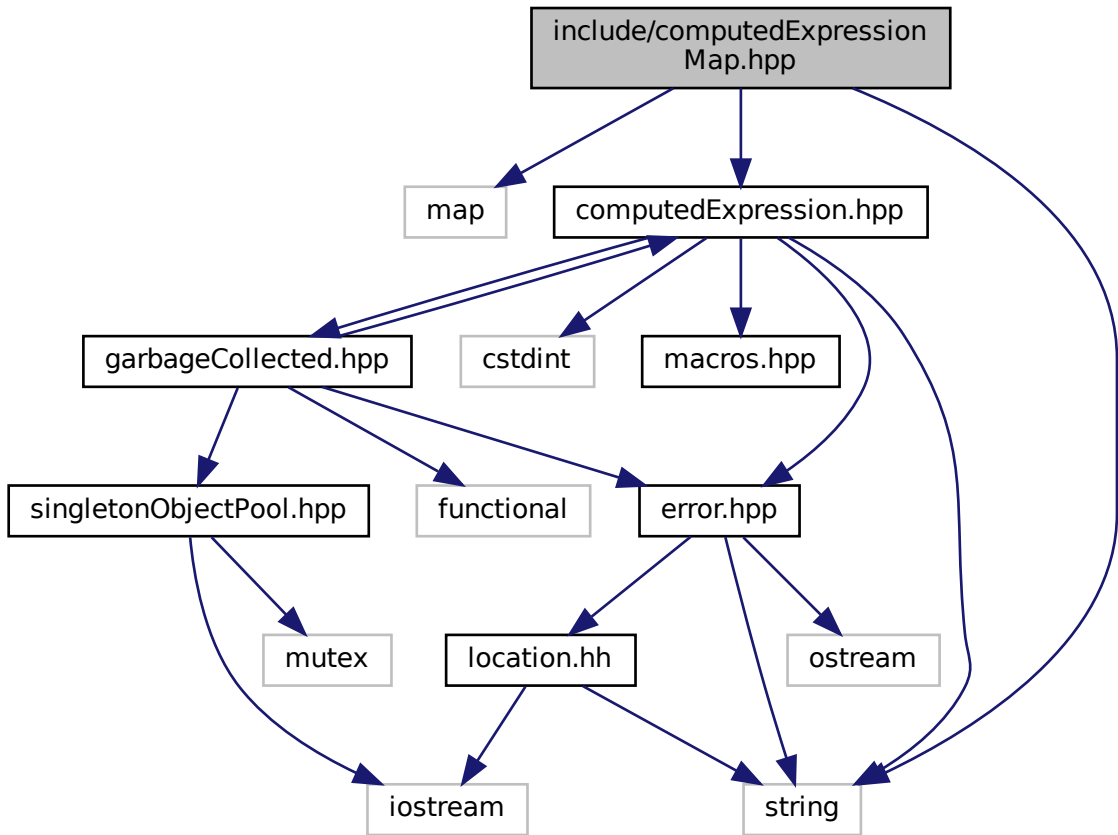 include/computedExpression
Map.hpp
map
computedExpression.hpp
garbageCollected.hpp
cstdint
macros.hpp
singletonObjectPool.hpp
functional
error.hpp
mutex
location.hh
ostream
iostream
string